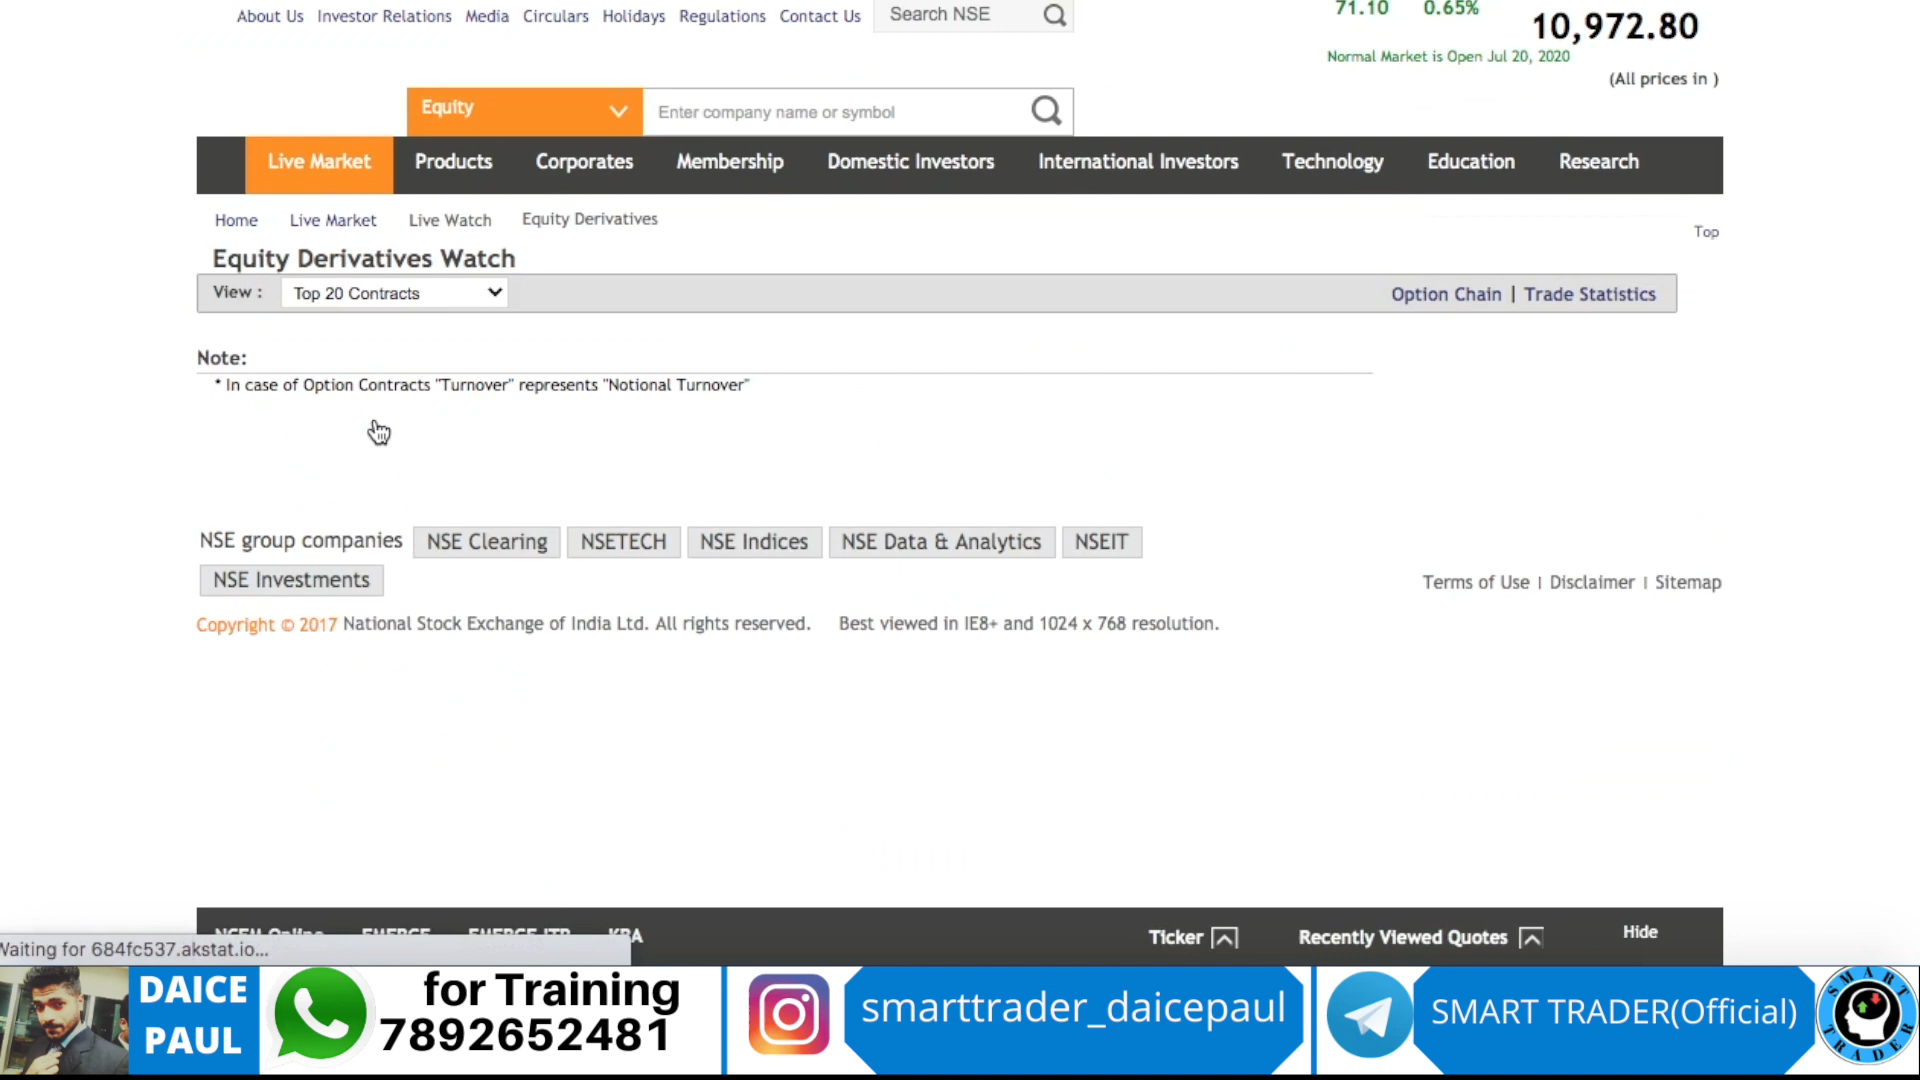 About Us Investor Relations Media Circulars Holidays Regulations Contact Us Search NSE
71.10 0.65%
10,972.80
Normal Market is Open Jul 20, 2020
(All prices in )
Equity Enter company name or symbol
Live Market Products Corporates Membership Domestic Investors International Investors Technology Education Research
Home Live Market Live Watch Equity Derivatives
Top
Equity Derivatives Watch
View : Top 20 Contracts Option Chain | Trade Statistics
Note:
* In case of Option Contracts "Turnover" represents "Notional Turnover"
NSE group companies NSE Clearing NSETECH NSE Indices NSE Data & Analytics NSEIT
NSE Investments
Terms of Use | Disclaimer | Sitemap
Copyright © 2017 National Stock Exchange of India Ltd. All rights reserved. Best viewed in IE8+ and 1024 x 768 resolution.
Ticker Recently Viewed Quotes Hide
Waiting for 684fc537.akstat.io...
DAICE
PAUL
for Training
7892652481
smarttrader_daicepaul
SMART TRADER(Official)
SMART
TRADER